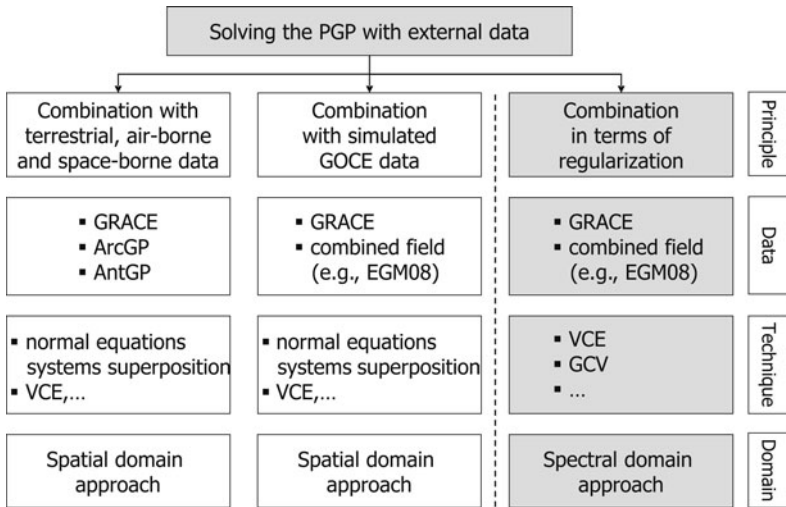 Solving the PGP with external data
Combination with
terrestrial, air-borne
and space-borne data
Combination
with simulated
GOCE data
Combination
in terms of
regularization
Principle
▪ GRACE
▪ ArcGP
▪ AntGP
▪ GRACE
▪ combined field
(e.g., EGM08)
▪ GRACE
▪ combined field
(e.g., EGM08)
Data
▪ normal equations
systems superposition
▪ VCE,...
▪ normal equations
systems superposition
▪ VCE,...
▪ VCE
▪ GCV
▪ ...
Technique
Spatial domain
approach
Spatial domain
approach
Spectral domain
approach
Domain